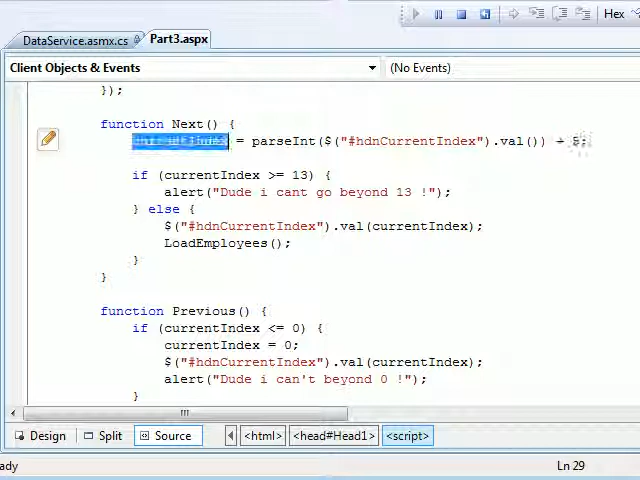 Hex
DataService.asmx.cs Part3.aspx
Client Objects & Events (No Events)
});
function Next() {
= parseInt($("#hdnCurrentIndex").val())
if (currentIndex >= 13) {
alert("Dude i cant go beyond 13 !");
} else {
$("#hdnCurrentIndex").val(currentIndex);
LoadEmployees();
}
}
function Previous() {
if (currentIndex <= 0) {
currentIndex = 0;
$("#hdnCurrentIndex").val(currentIndex);
alert("Dude i can't beyond 0 !");
}
Design Split Source <html> <head#Head1> <script>
eady Ln 29